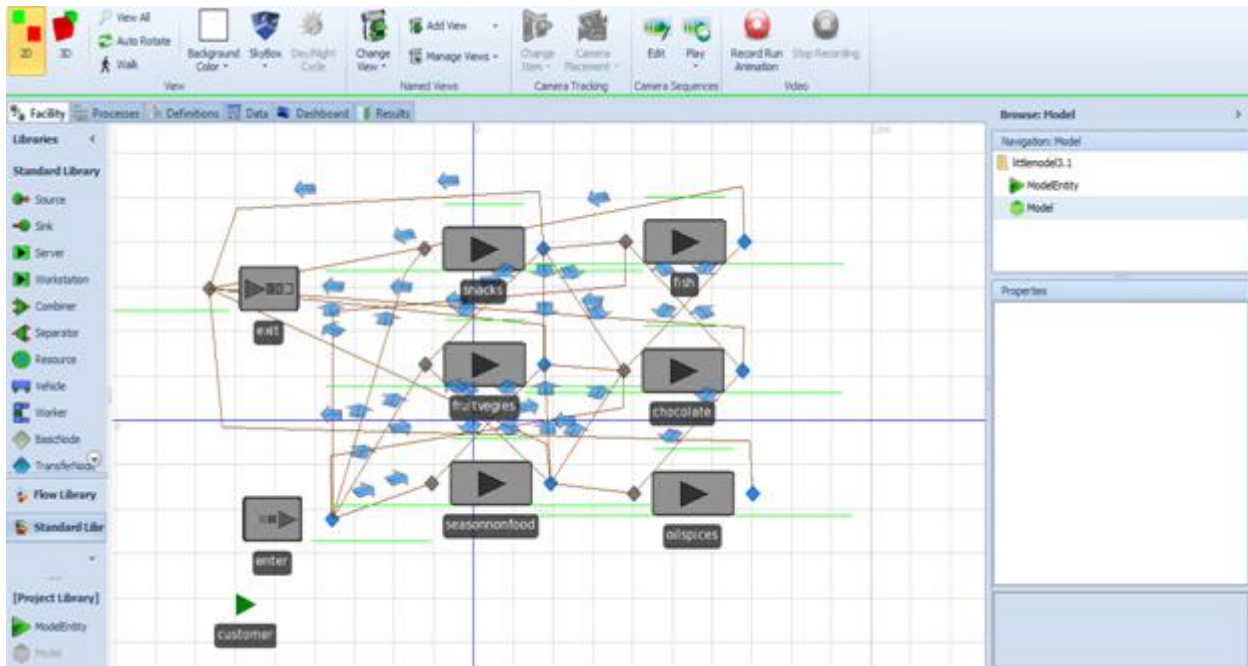 View All
Auto Rotate
Walk
2D
3D
Background Color
SkyBox
Day/Night Cycle
Change View
Add View
Manage Views
Change Item
Camera Placement
Edit
Play
Record Run Animation
Stop Recording
View
Named Views
Camera Tracking
Camera Sequences
Video
Facility
Processes
Definitions
Data
Dashboard
Results
Libraries
Standard Library
Source
Sink
Server
Workstation
Combiner
Separator
Resource
Vehicle
Worker
BasicNode
TransferNode
Flow Library
Standard Libr
[Project Library]
ModelEntity
Model
snacks
fish
exit
fruitvegies
chocolate
seasonnonfood
oilspices
enter
customer
Browse: Model
Navigation: Model
littlemodel3.1
ModelEntity
Model
Properties